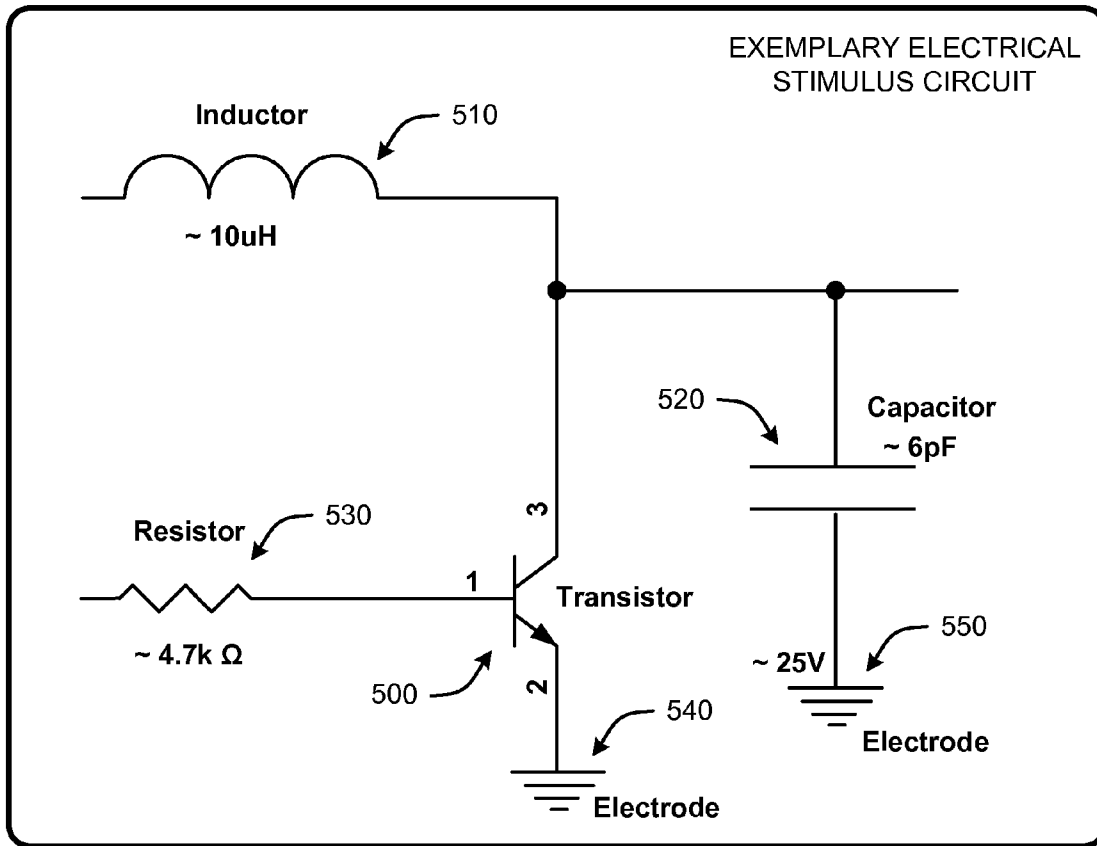 EXEMPLARY ELECTRICAL
STIMULUS CIRCUIT
Inductor
510
~ 10uH
520
Capacitor
~ 6pF
3
Resistor
530
1
Transistor
~ 4.7k Ω
500
2
~ 25V
550
540
Electrode
Electrode